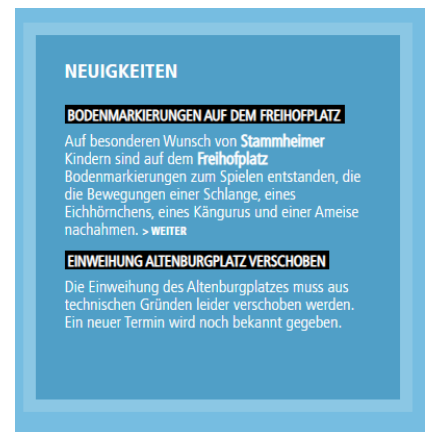 NEUIGKEITEN
BODENMARKIERUNGEN AUF DEM FREIHOFPLATZ
Auf besonderen Wunsch von Stammheimer
Kindern sind auf dem Freihofplatz
Bodenmarkierungen zum Spielen entstanden, die
die Bewegungen einer Schlange, eines
Eichhörnchens, eines Kängurus und einer Ameise
nachahmen. > WEITER
EINWEIHUNG ALTENBURGPLATZ VERSCHOBEN
Die Einweihung des Altenburgplatzes muss aus
technischen Gründen leider verschoben werden.
Ein neuer Termin wird noch bekannt gegeben.